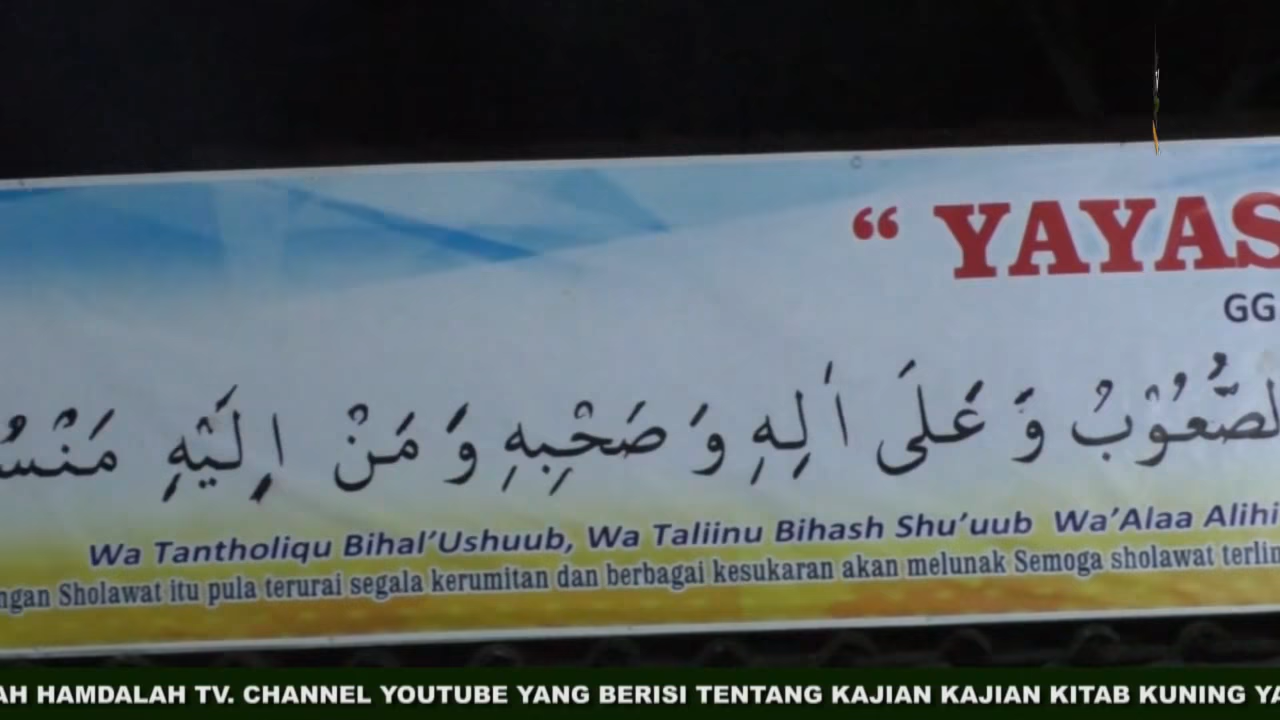 “ YAYAS
GG
لصُّعُوْبُ وَ عَلَى اٰلِهِ وَ صَحْبِهِ وَ مَنْ اِلَيْهِ مَنْسُ
Wa Tantholiqu Bihal’Ushuub, Wa Taliinu Bihash Shu’uub Wa’Alaa Alihi
ngan Sholawat itu pula terurai segala kerumitan dan berbagai kesukaran akan melunak Semoga sholawat terlim
AH HAMDALAH TV. CHANNEL YOUTUBE YANG BERISI TENTANG KAJIAN KAJIAN KITAB KUNING YA